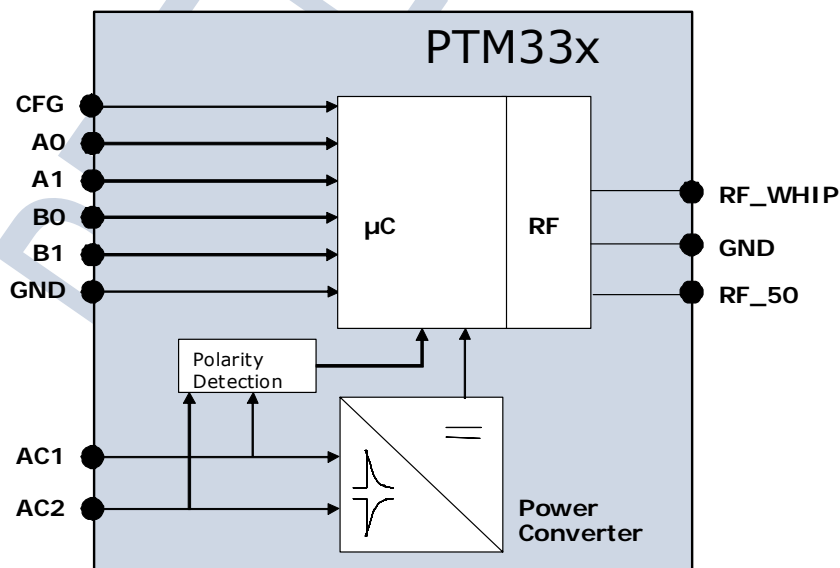 PTM33x
CFG
A0
A1
B0
B1
GND
µC
RF
RF_WHIP
GND
RF_50
Polarity
Detection
AC1
AC2
Power
Converter